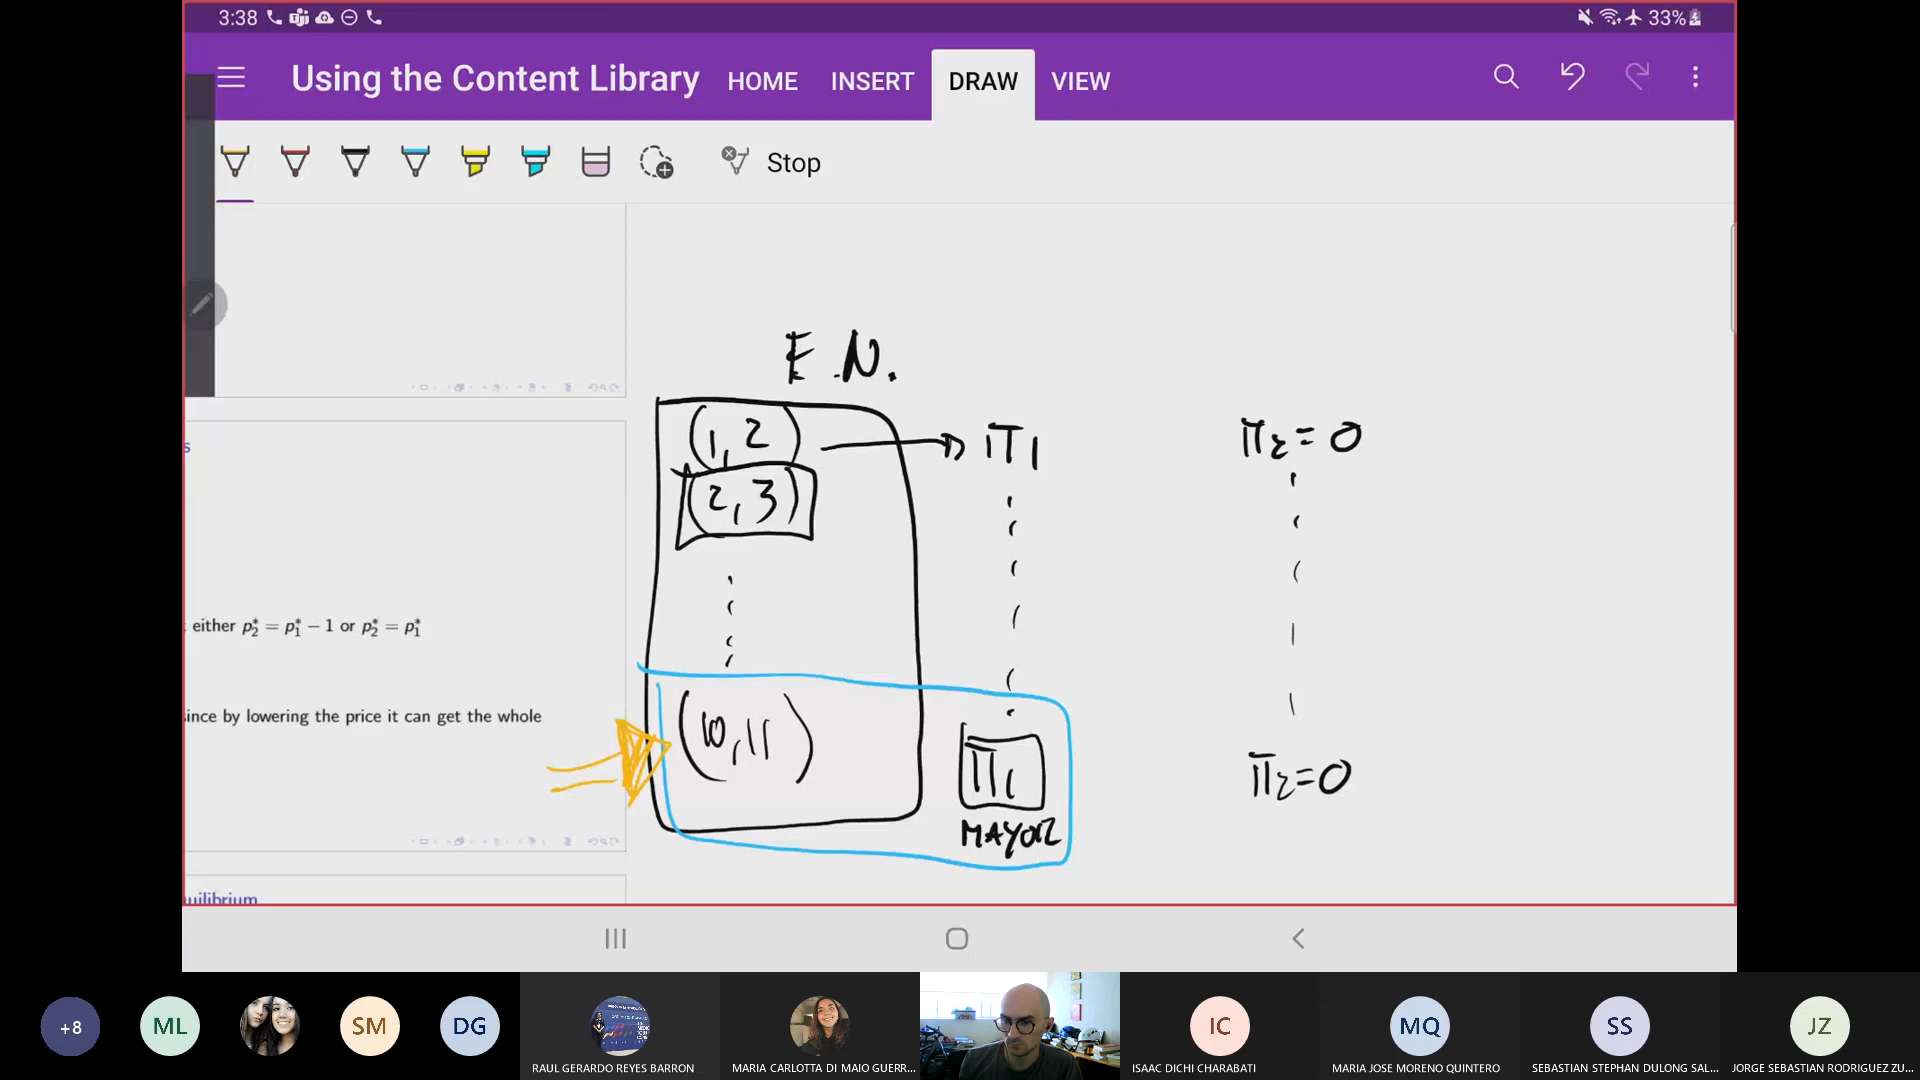 3:38 33%
Using the Content Library HOME INSERT DRAW VIEW
Stop
E.N.
(1, 2) → π1 π2 = 0
(2, 3)
either p₂* = p₁* − 1 or p₂* = p₁*
ince by lowering the price it can get the whole
(10, 11) π1 π2=0
MAYOR
uilibrium
+8 ML SM DG IC MQ SS JZ
RAUL GERARDO REYES BARRON MARIA CARLOTTA DI MAIO GUERR... ISAAC DICHI CHARABATI MARIA JOSE MORENO QUINTERO SEBASTIAN STEPHAN DULONG SAL... JORGE SEBASTIAN RODRIGUEZ ZU...